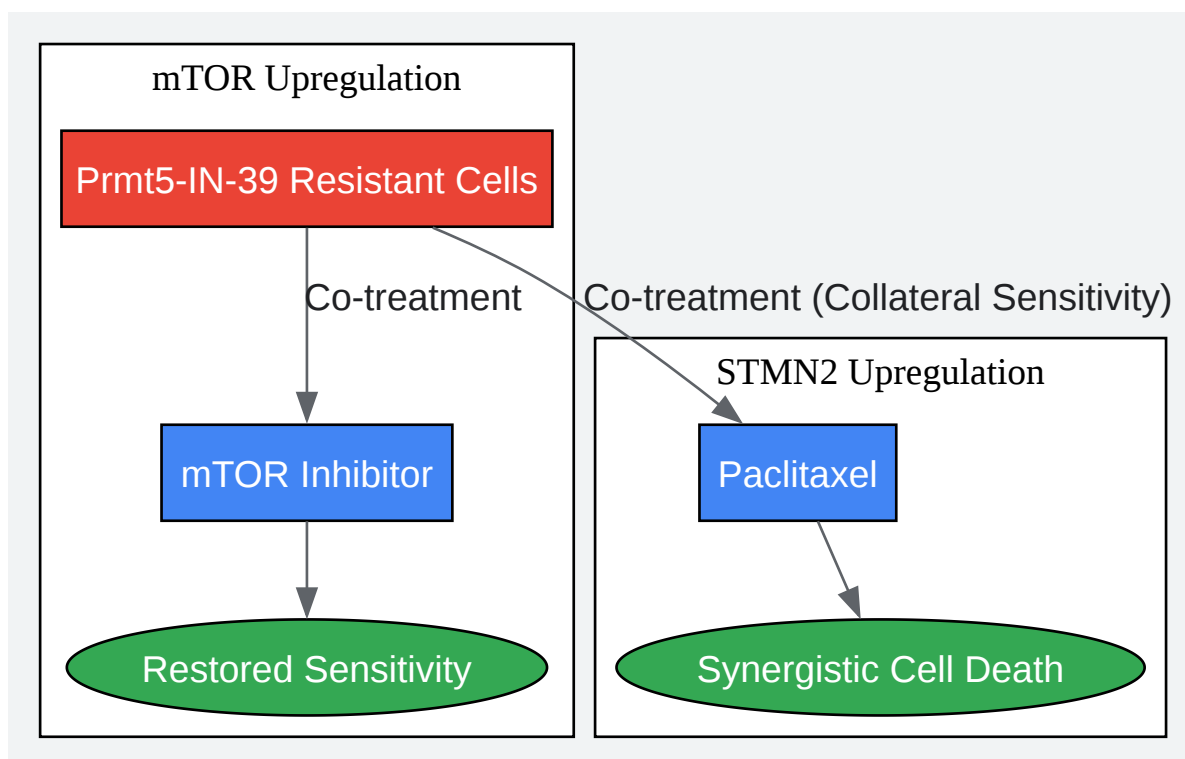 mTOR Upregulation
Prmt5-IN-39 Resistant Cells
Co-treatment
Co-treatment (Collateral Sensitivity)
STMN2 Upregulation
mTOR Inhibitor
Paclitaxel
Restored Sensitivity
Synergistic Cell Death